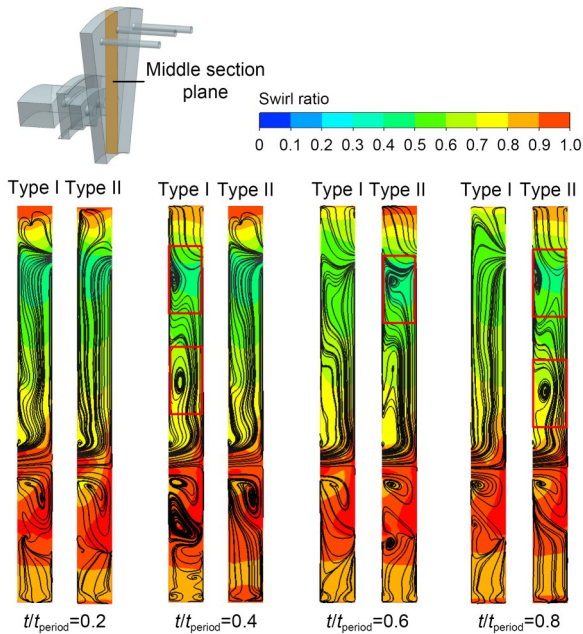 Middle section
plane
Swirl ratio
0 0.1 0.2 0.3 0.4 0.5 0.6 0.7 0.8 0.9 1.0
Type I Type II Type I Type II Type I Type II Type I Type II
t/tperiod=0.2 t/tperiod=0.4 t/tperiod=0.6 t/tperiod=0.8